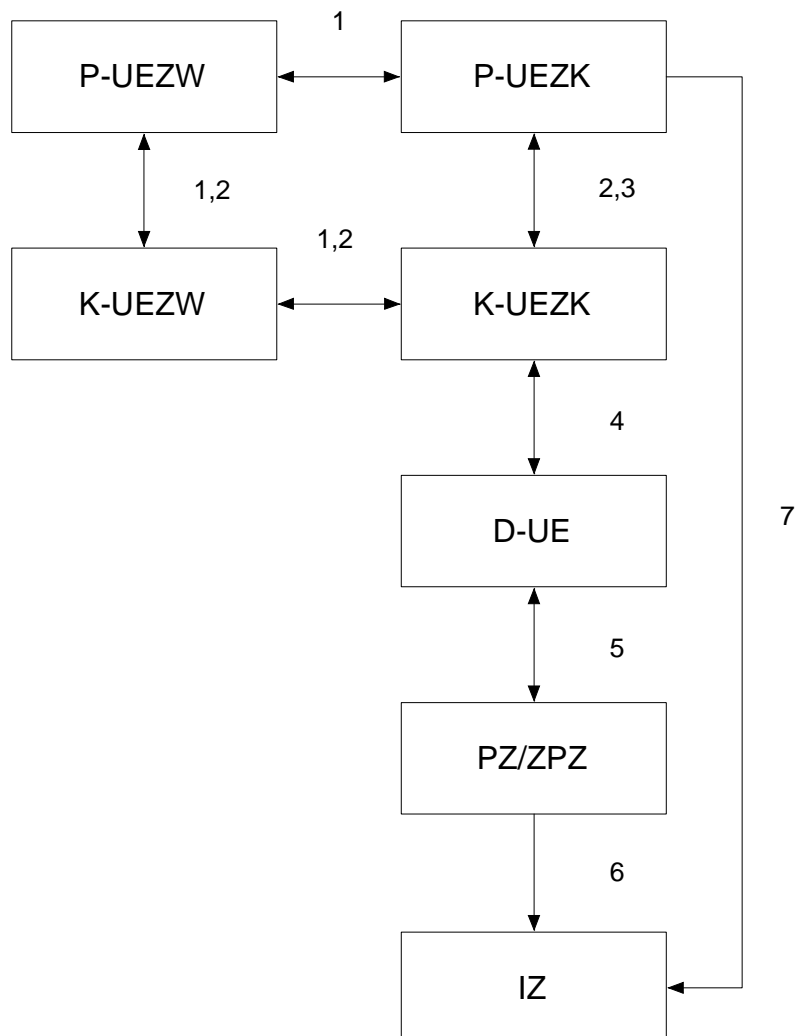 1
P-UEZW
P-UEZK
1,2
2,3
1,2
K-UEZW
K-UEZK
4
7
D-UE
5
PZ/ZPZ
6
IZ